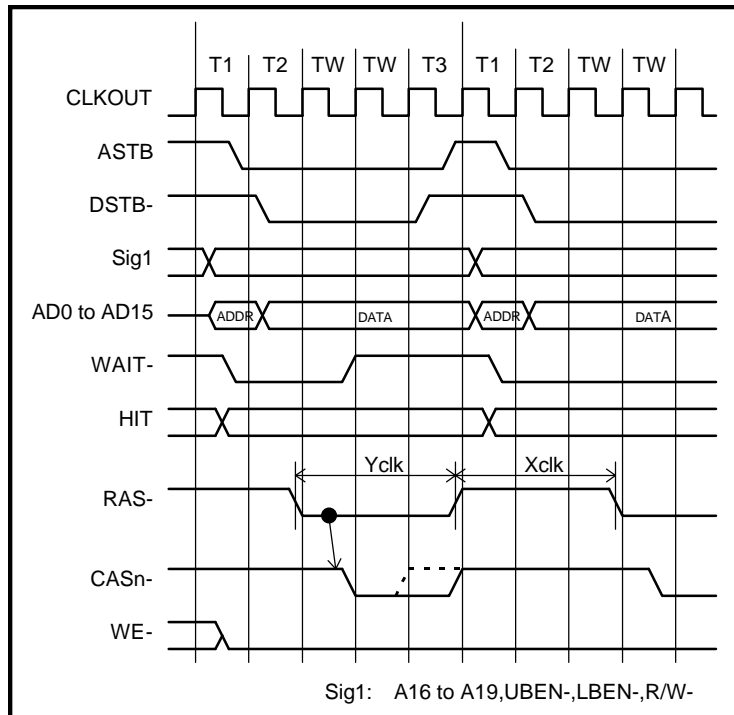 T1 T2 TW TW T3 T1 T2 TW TW
CLKOUT
ASTB
DSTB-
Sig1
AD0 to AD15 ADDR DATA ADDR DATA
WAIT-
HIT
Yclk Xclk
RAS-
CASn-
WE-
Sig1: A16 to A19,UBEN-,LBEN-,R/W-